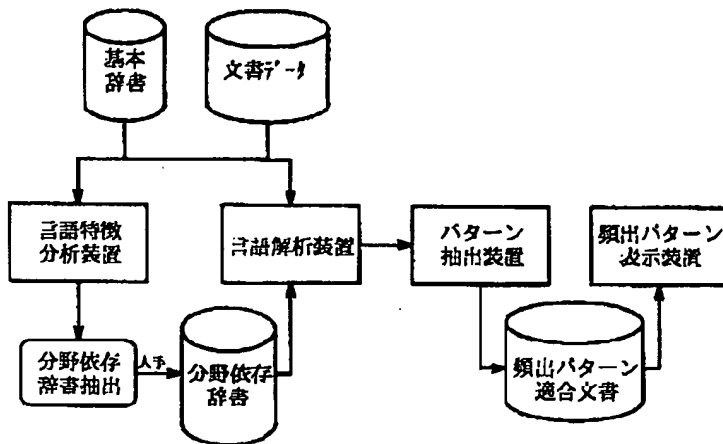 基本
辞書
文書データ
言語特徴
分析装置
言語解析装置
パターン
抽出装置
頻出パターン
表示装置
分野依存
辞書抽出
人手
分野依存
辞書
頻出パターン
適合文書